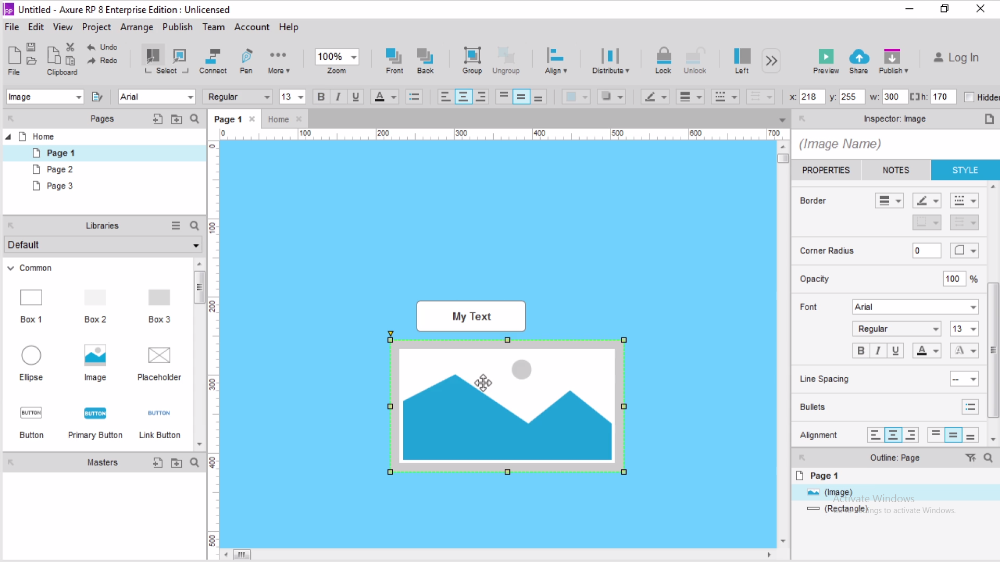 Untitled - Axure RP 8 Enterprise Edition : Unlicensed
File Edit View Project Arrange Publish Team Account Help
Undo
Redo
File Clipboard Select Connect Pen More 100% Zoom Front Back Group Ungroup Align Distribute Lock Unlock Left Preview Share Publish Log In
Image Arial Regular 13 B I U A x: 218 y: 255 w: 300 h: 170 Hidden
Pages
Home
Page 1
Page 2
Page 3
Libraries
Default
Common
Box 1 Box 2 Box 3
Ellipse Image Placeholder
BUTTON BUTTON BUTTON
Button Primary Button Link Button
Masters
Page 1 Home
0 100 200 300 400 500 600 700
0
100
200
300
400
500
My Text
Inspector: Image
(Image Name)
PROPERTIES NOTES STYLE
Border
Corner Radius 0
Opacity 100 %
Font Arial
Regular 13
B I U A A
Line Spacing --
Bullets
Alignment
Outline: Page
Page 1
(Image)
(Rectangle)
Activate Windows
Go to Settings to activate Windows.